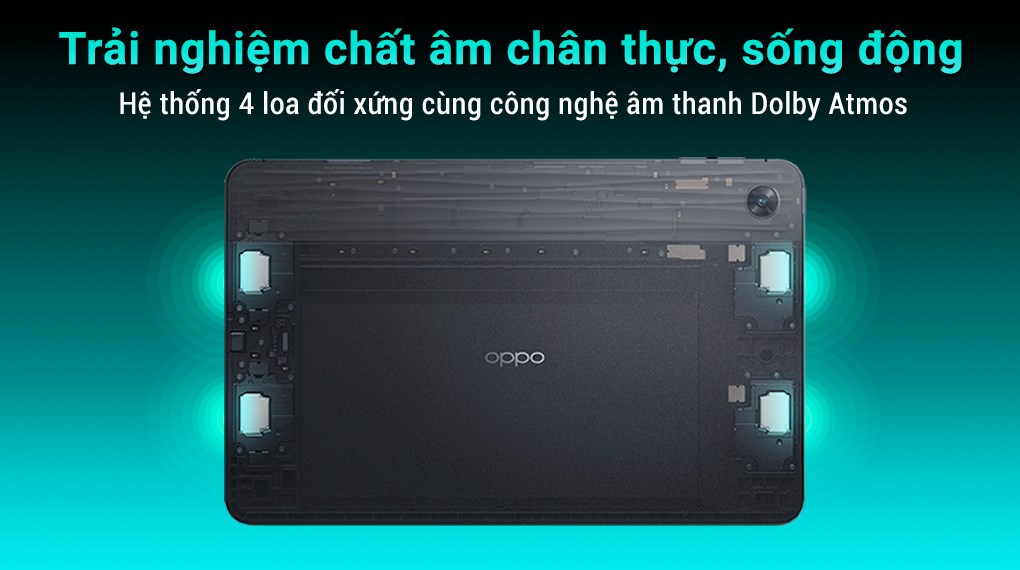 Trải nghiệm chất âm chân thực, sống động
Hệ thống 4 loa đối xứng cùng công nghệ âm thanh Dolby Atmos
oppo